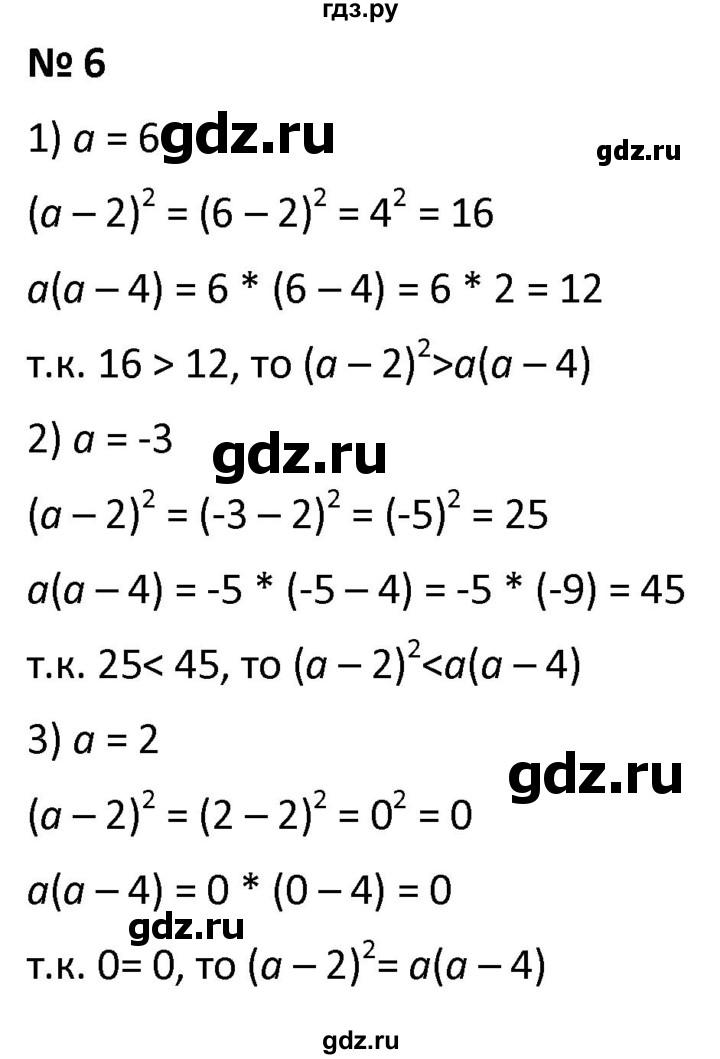 гдз.ру
№ 6
1) a = 6
gdz.ru
gdz.ru
(a – 2)² = (6 – 2)² = 4² = 16
a(a – 4) = 6 * (6 – 4) = 6 * 2 = 12
т.к. 16 > 12, то (a – 2)²>a(a – 4)
2) a = -3
gdz.ru
(a – 2)² = (-3 – 2)² = (-5)² = 25
a(a – 4) = -5 * (-5 – 4) = -5 * (-9) = 45
т.к. 25< 45, то (a – 2)²<a(a – 4)
3) a = 2
gdz.ru
(a – 2)² = (2 – 2)² = 0² = 0
a(a – 4) = 0 * (0 – 4) = 0
gdz.ru
т.к. 0= 0, то (a – 2)²= a(a – 4)
gdz.ru